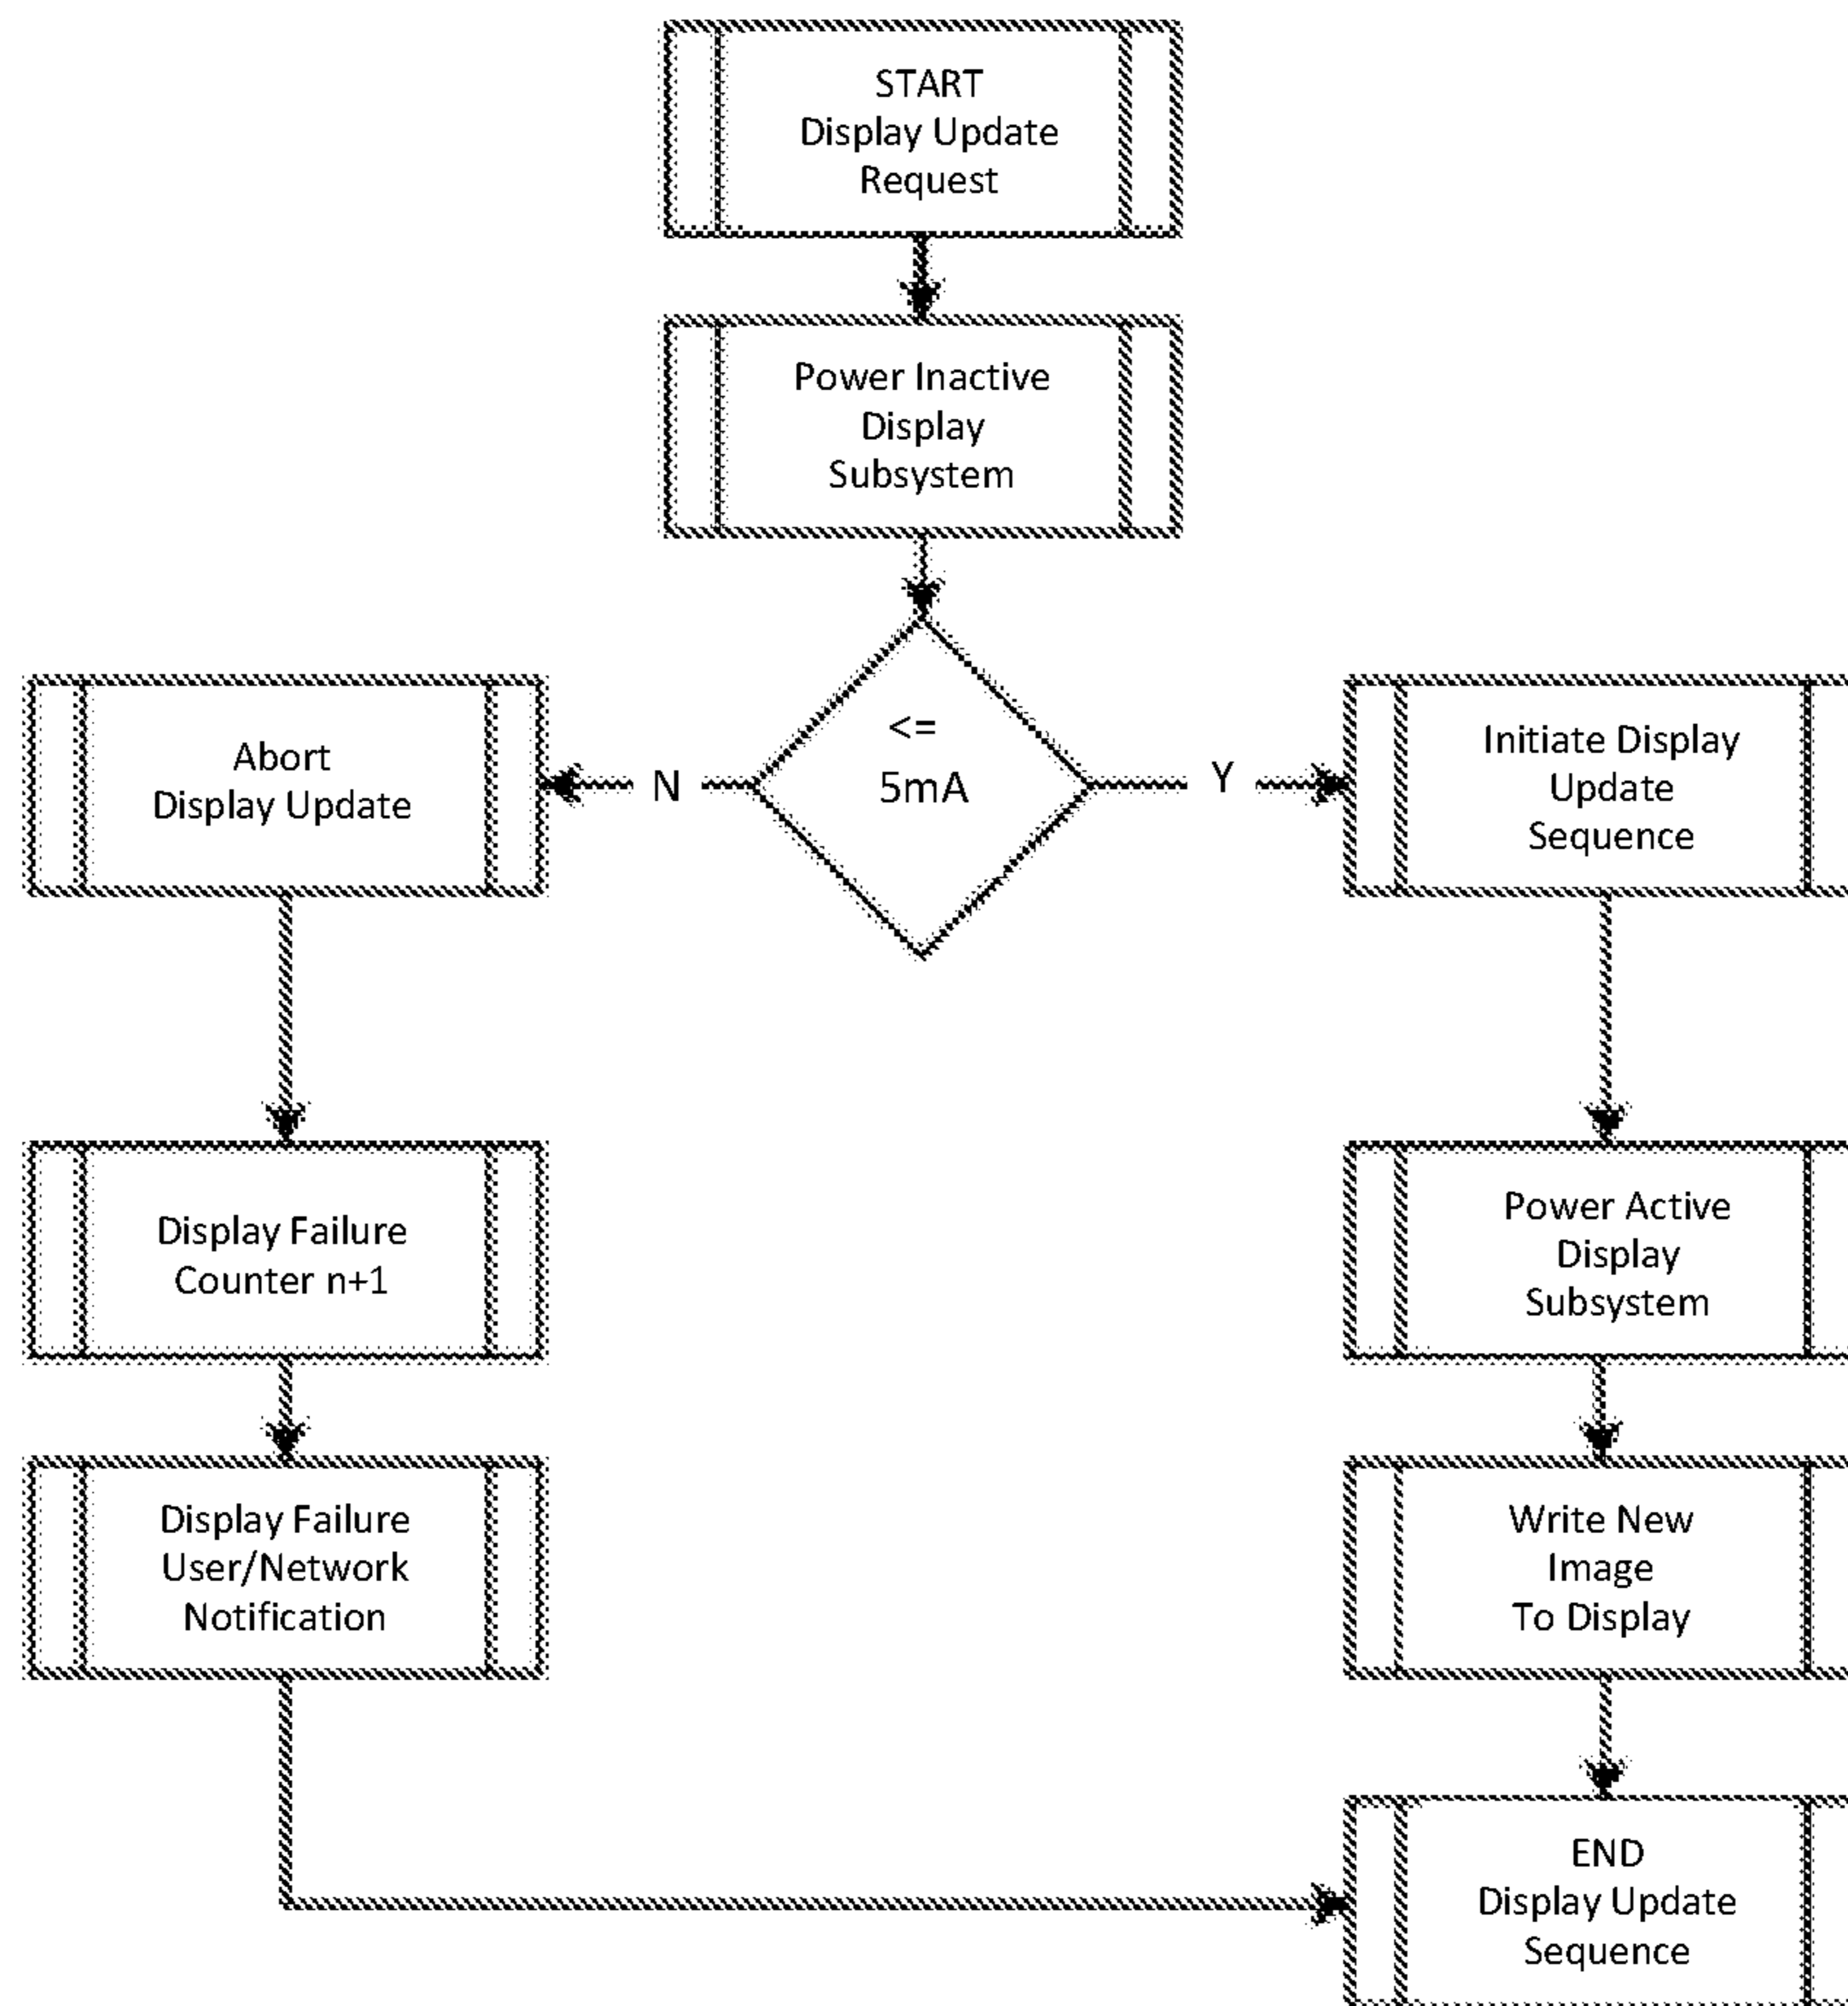 START
Display Update
Request
Power Inactive
Display
Subsystem
<=
5mA
N
Y
Abort
Display Update
Initiate Display
Update
Sequence
Display Failure
Counter n+1
Power Active
Display
Subsystem
Display Failure
User/Network
Notification
Write New
Image
To Display
END
Display Update
Sequence